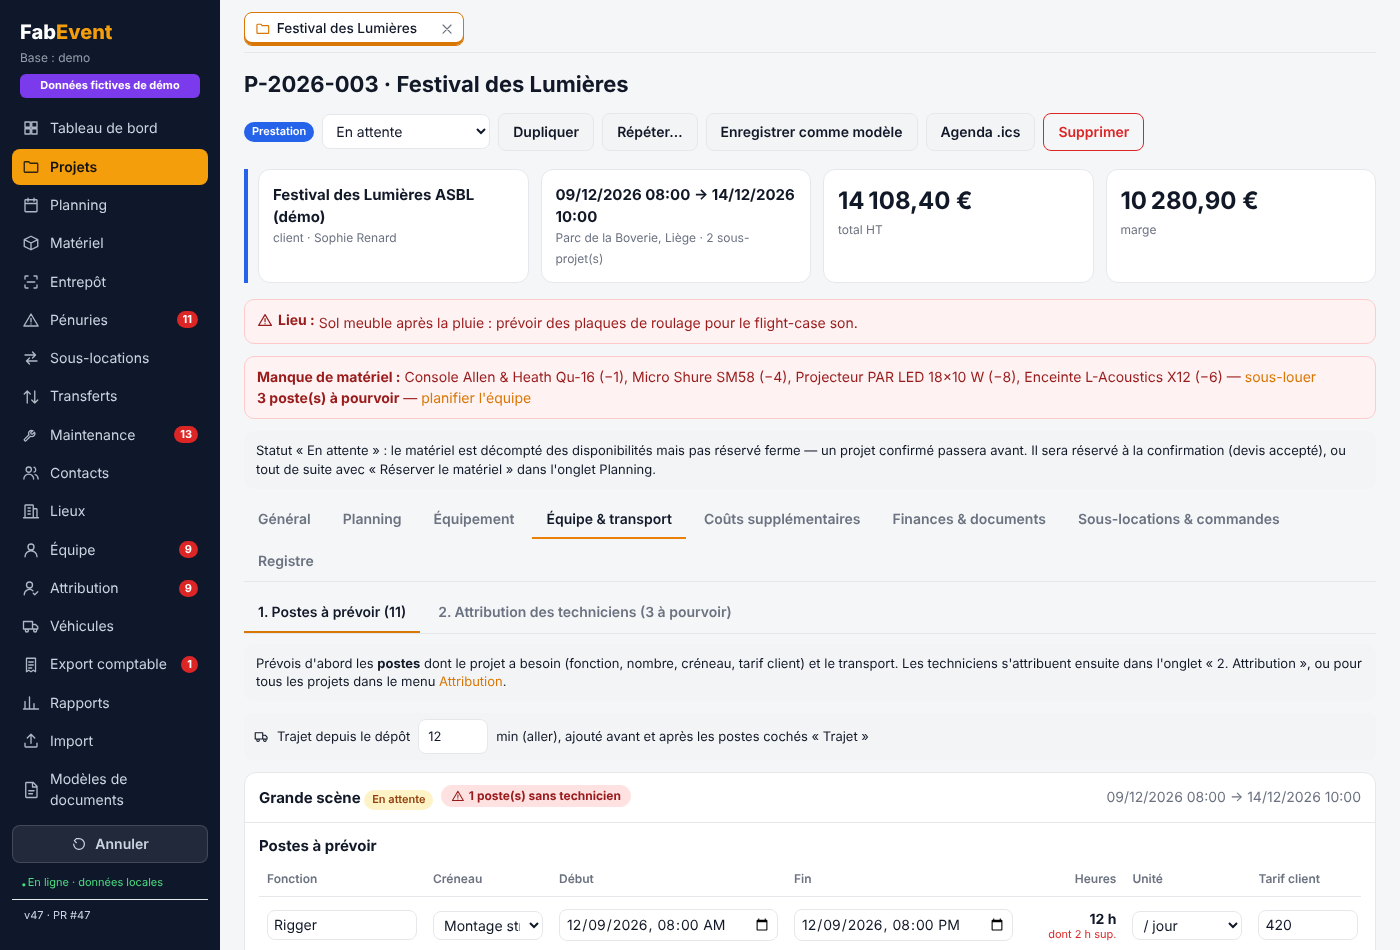 FabEvent
Base : demo
Données fictives de démo
Tableau de bord
Projets
Planning
Matériel
Entrepôt
Pénuries 11
Sous-locations
Transferts
Maintenance 13
Contacts
Lieux
Équipe 9
Attribution 9
Véhicules
Export comptable 1
Rapports
Import
Modèles de
documents
Annuler
En ligne · données locales
v47 · PR #47
Festival des Lumières
P-2026-003 · Festival des Lumières
Prestation En attente Dupliquer Répéter... Enregistrer comme modèle Agenda .ics Supprimer
Festival des Lumières ASBL
(démo)
client · Sophie Renard
09/12/2026 08:00 → 14/12/2026
10:00
Parc de la Boverie, Liège · 2 sous-
projet(s)
14 108,40 €
total HT
10 280,90 €
marge
Lieu : Sol meuble après la pluie : prévoir des plaques de roulage pour le flight-case son.
Manque de matériel : Console Allen & Heath Qu-16 (−1), Micro Shure SM58 (−4), Projecteur PAR LED 18×10 W (−8), Enceinte L-Acoustics X12 (−6) — sous-louer
3 poste(s) à pourvoir — planifier l'équipe
Statut « En attente » : le matériel est décompté des disponibilités mais pas réservé ferme — un projet confirmé passera avant. Il sera réservé à la confirmation (devis accepté), ou
tout de suite avec « Réserver le matériel » dans l'onglet Planning.
Général Planning Équipement Équipe & transport Coûts supplémentaires Finances & documents Sous-locations & commandes
Registre
1. Postes à prévoir (11) 2. Attribution des techniciens (3 à pourvoir)
Prévois d'abord les postes dont le projet a besoin (fonction, nombre, créneau, tarif client) et le transport. Les techniciens s'attribuent ensuite dans l'onglet « 2. Attribution », ou pour
tous les projets dans le menu Attribution.
Trajet depuis le dépôt 12 min (aller), ajouté avant et après les postes cochés « Trajet »
Grande scène En attente 1 poste(s) sans technicien 09/12/2026 08:00 → 14/12/2026 10:00
Postes à prévoir
Fonction Créneau Début Fin Heures Unité Tarif client
Rigger Montage st 12/09/2026, 08:00 AM 12/09/2026, 08:00 PM 12 h / jour 420
dont 2 h sup.